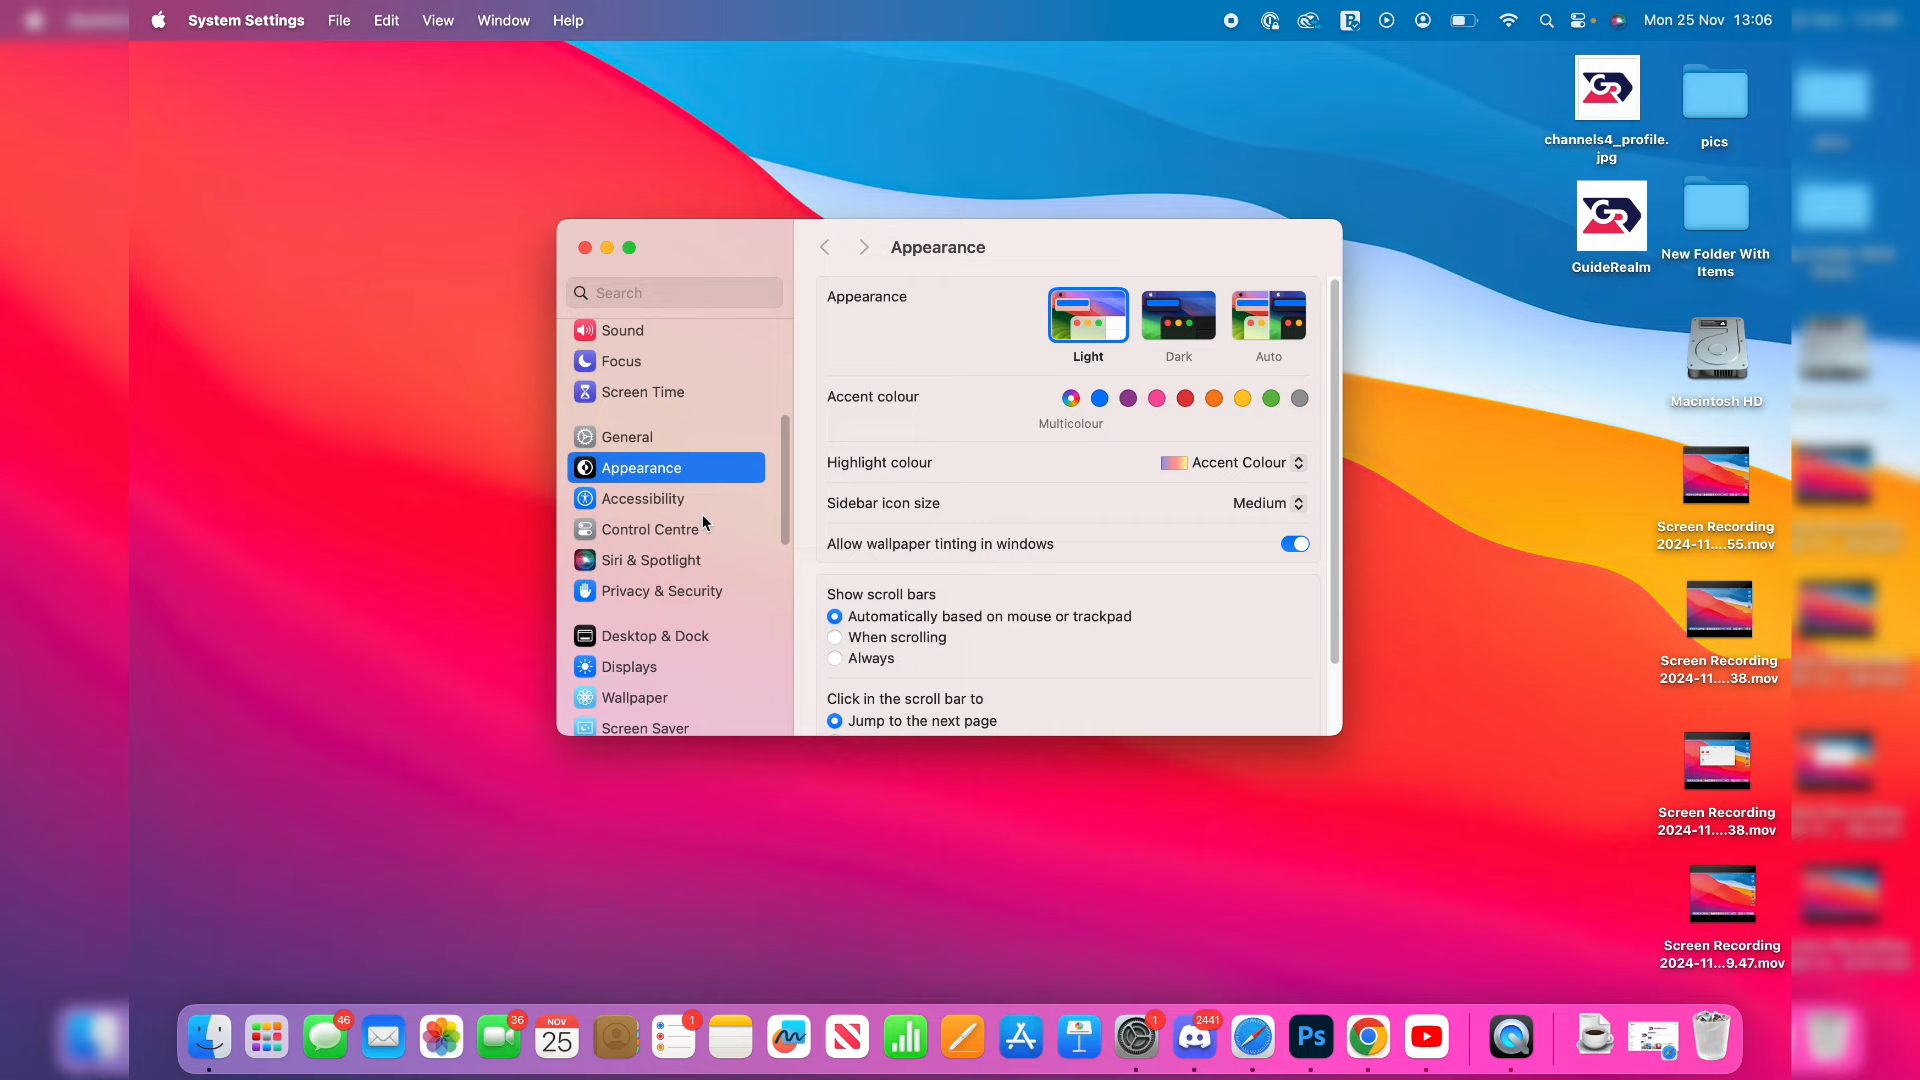 System Settings File Edit View Window Help
Mon 25 Nov 13:06
channels4_profile.
jpg
pics
GuideRealm
New Folder With
Items
Macintosh HD
Screen Recording
2024-11....55.mov
Screen Recording
2024-11....38.mov
Screen Recording
2024-11....38.mov
Screen Recording
2024-11...9.47.mov
Search
Sound
Focus
Screen Time
General
Appearance
Accessibility
Control Centre
Siri & Spotlight
Privacy & Security
Desktop & Dock
Displays
Wallpaper
Screen Saver
Appearance
Appearance
Light Dark Auto
Accent colour
Multicolour
Highlight colour Accent Colour
Sidebar icon size Medium
Allow wallpaper tinting in windows
Show scroll bars
Automatically based on mouse or trackpad
When scrolling
Always
Click in the scroll bar to
Jump to the next page
46
36
NOV
25
1
1
2441
Ps